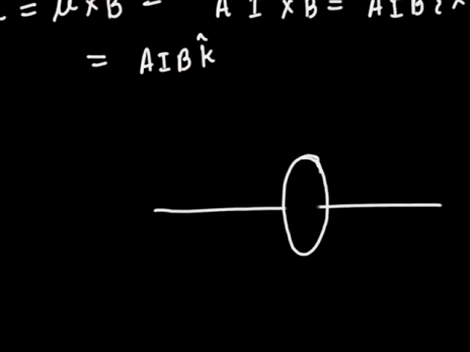 = μ×B = A I ×B = AIB
= AIB k̂